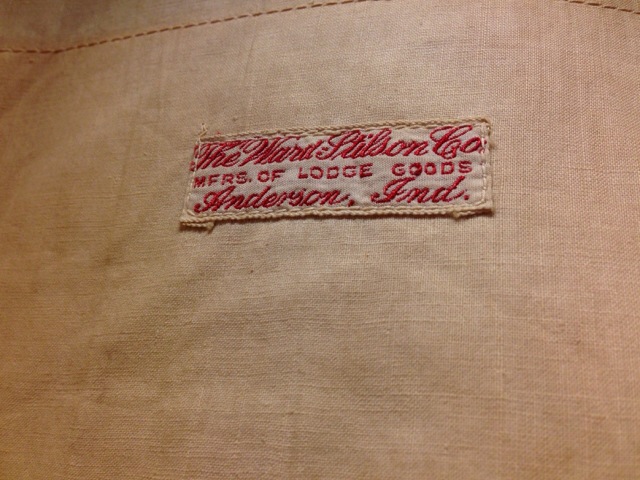 The Ward-Stilson Co.
MFRS. OF LODGE GOODS
Anderson, Ind.